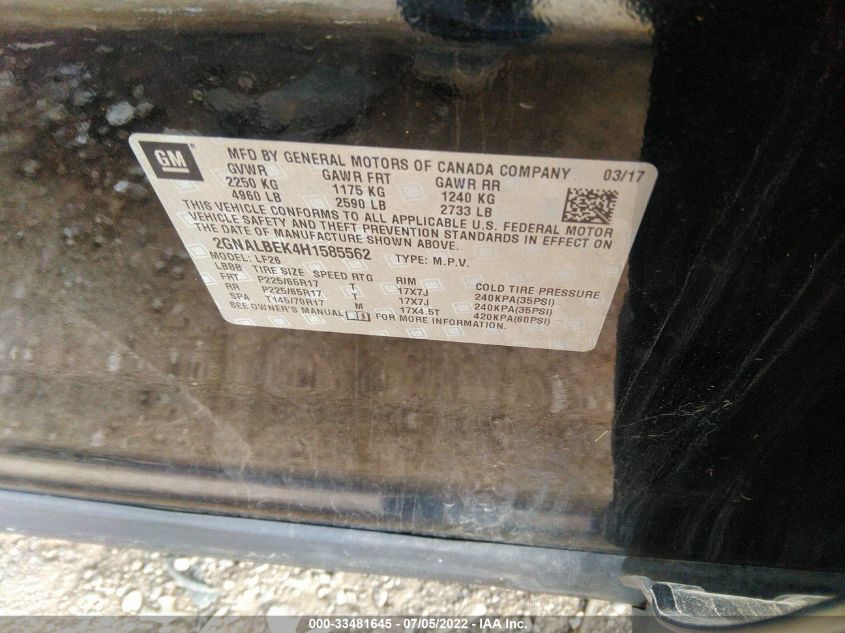 GM ® MFD BY GENERAL MOTORS OF CANADA COMPANY 03/17
GVWR GAWR FRT GAWR RR
2250 KG 1175 KG 1240 KG
4960 LB 2590 LB 2733 LB
THIS VEHICLE CONFORMS TO ALL APPLICABLE U.S. FEDERAL MOTOR
VEHICLE SAFETY AND THEFT PREVENTION STANDARDS IN EFFECT ON
THE DATE OF MANUFACTURE SHOWN ABOVE.
2GNALBEK4H1585562 TYPE: M.P.V.
MODEL: LF26
LBBB TIRE SIZE SPEED RTG RIM COLD TIRE PRESSURE
FRT P225/65R17 T 17X7J 240KPA(35PSI)
RR P225/65R17 T 17X7J 240KPA(35PSI)
SPA T145/70R17 M 17X4.5T 420KPA(60PSI)
SEE OWNER'S MANUAL FOR MORE INFORMATION.
000-33481645 - 07/05/2022 - IAA Inc.